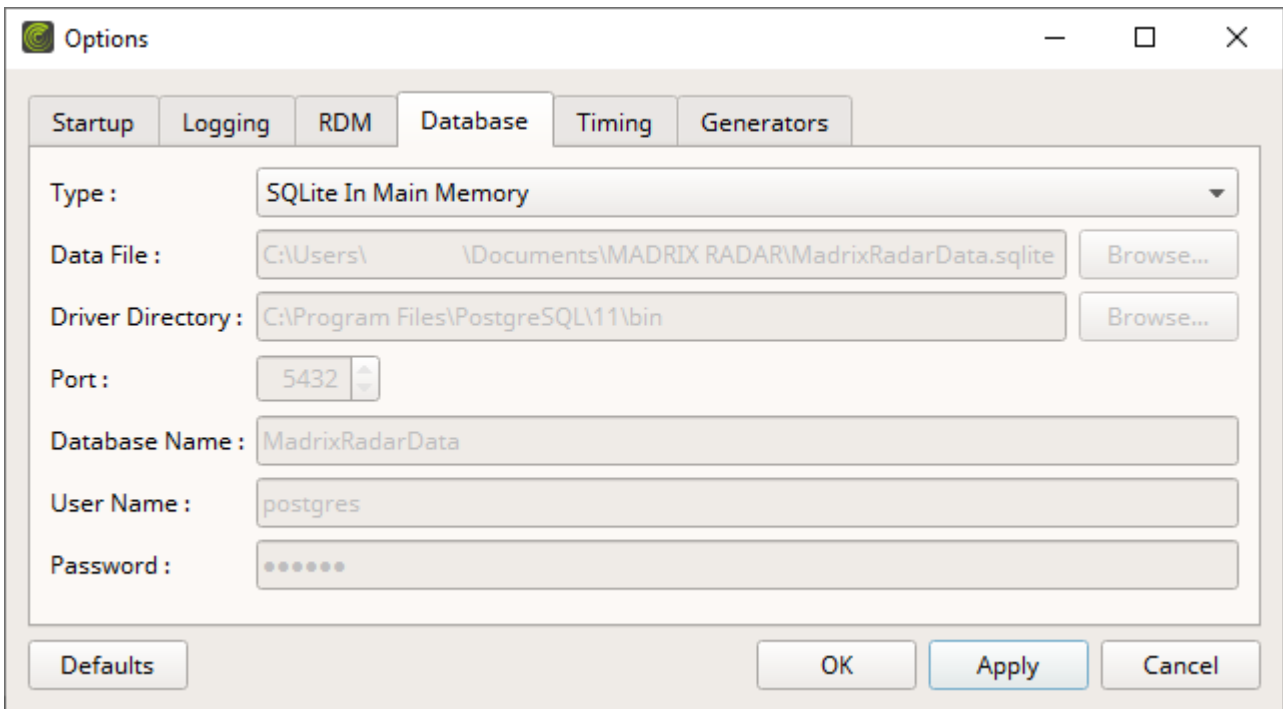 Options
Startup Logging RDM Database Timing Generators
Type : SQLite In Main Memory
Data File : C:\Users\ \Documents\MADRIX RADAR\MadrixRadarData.sqlite Browse...
Driver Directory : C:\Program Files\PostgreSQL\11\bin Browse...
Port : 5432
Database Name : MadrixRadarData
User Name : postgres
Password : ●●●●●●
Defaults OK Apply Cancel